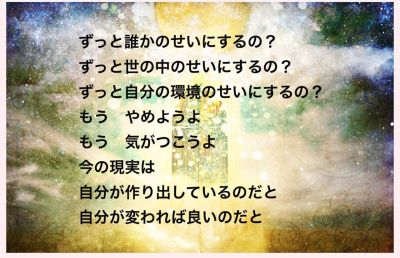 ずっと誰かのせいにするの？
ずっと世の中のせいにするの？
ずっと自分の環境のせいにするの？
もう　やめようよ
もう　気がつこうよ
今の現実は
自分が作り出しているのだと
自分が変われば良いのだと